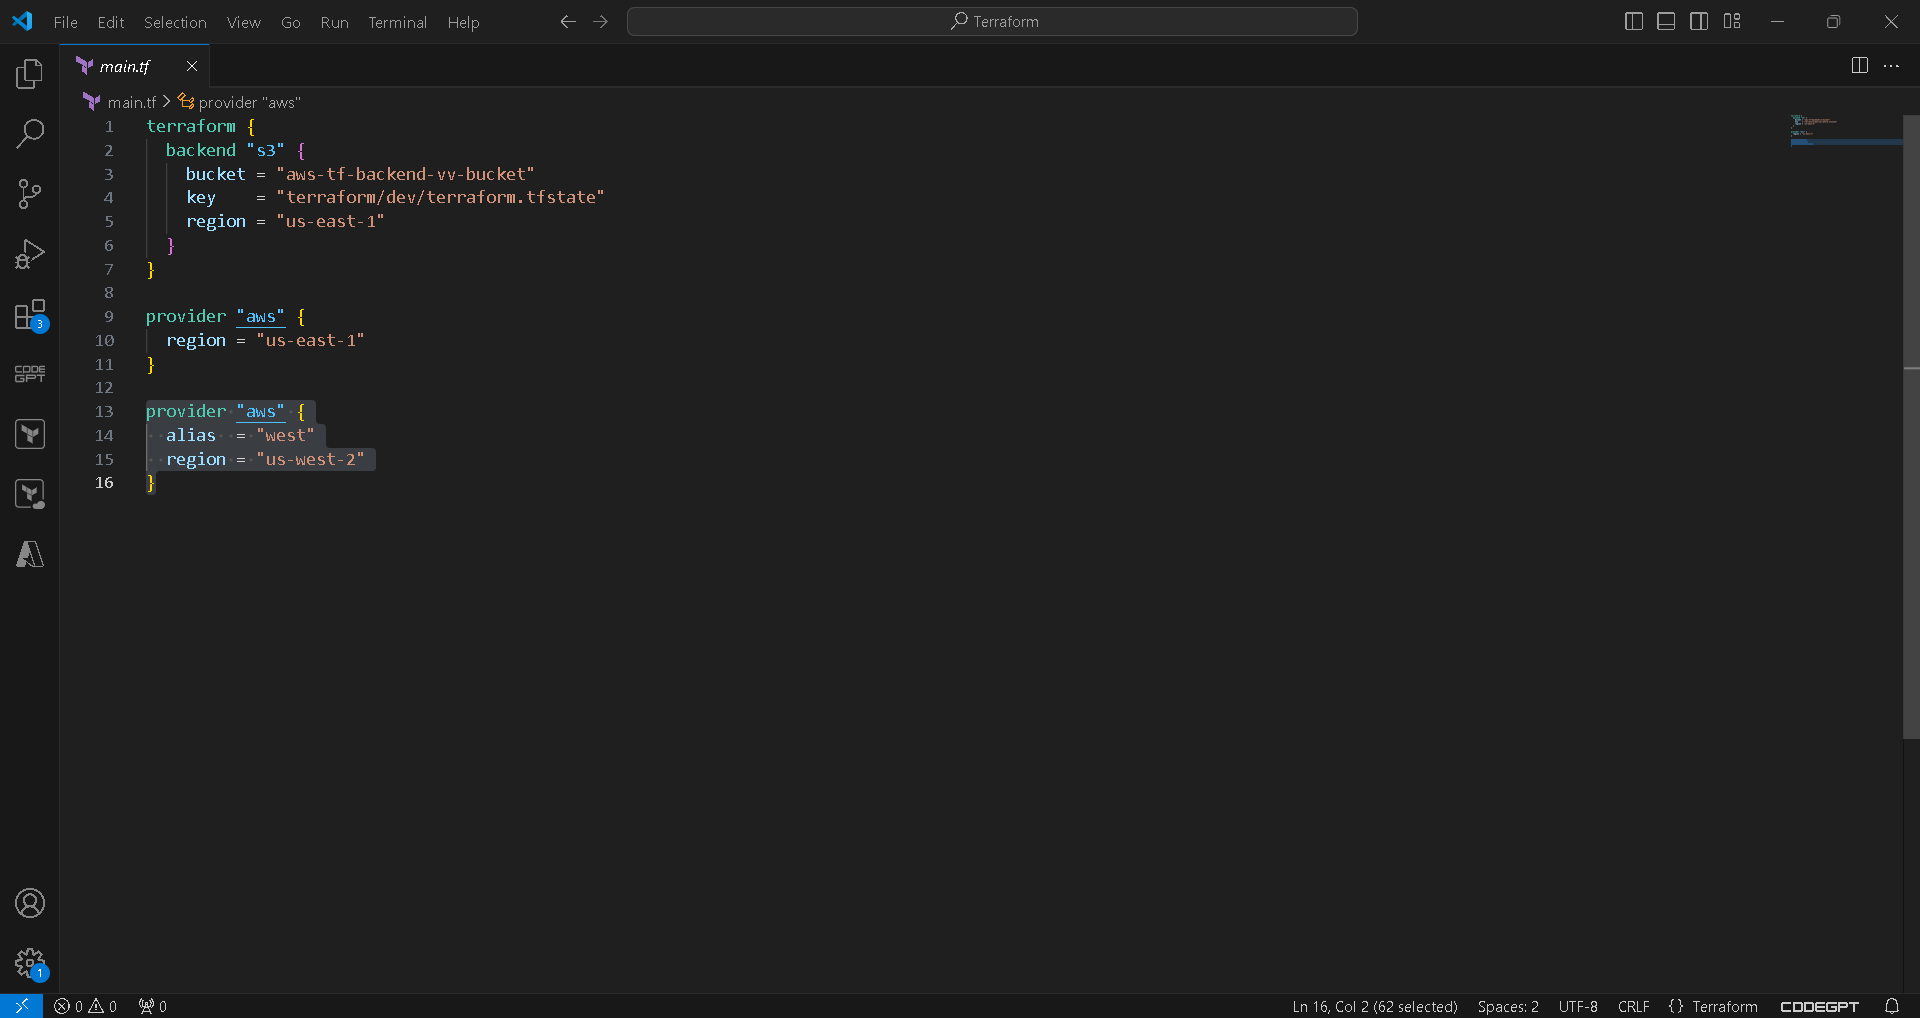 File Edit Selection View Go Run Terminal Help
Terraform
main.tf
main.tf > provider "aws"
1 terraform {
2   backend "s3" {
3     bucket = "aws-tf-backend-vv-bucket"
4     key    = "terraform/dev/terraform.tfstate"
5     region = "us-east-1"
6   }
7 }
8
9 provider "aws" {
10   region = "us-east-1"
11 }
12
13 provider "aws" {
14   alias  = "west"
15   region = "us-west-2"
16 }
3
CODE
GPT
1
0 0 0
Ln 16, Col 2 (62 selected) Spaces: 2 UTF-8 CRLF {} Terraform CODEGPT